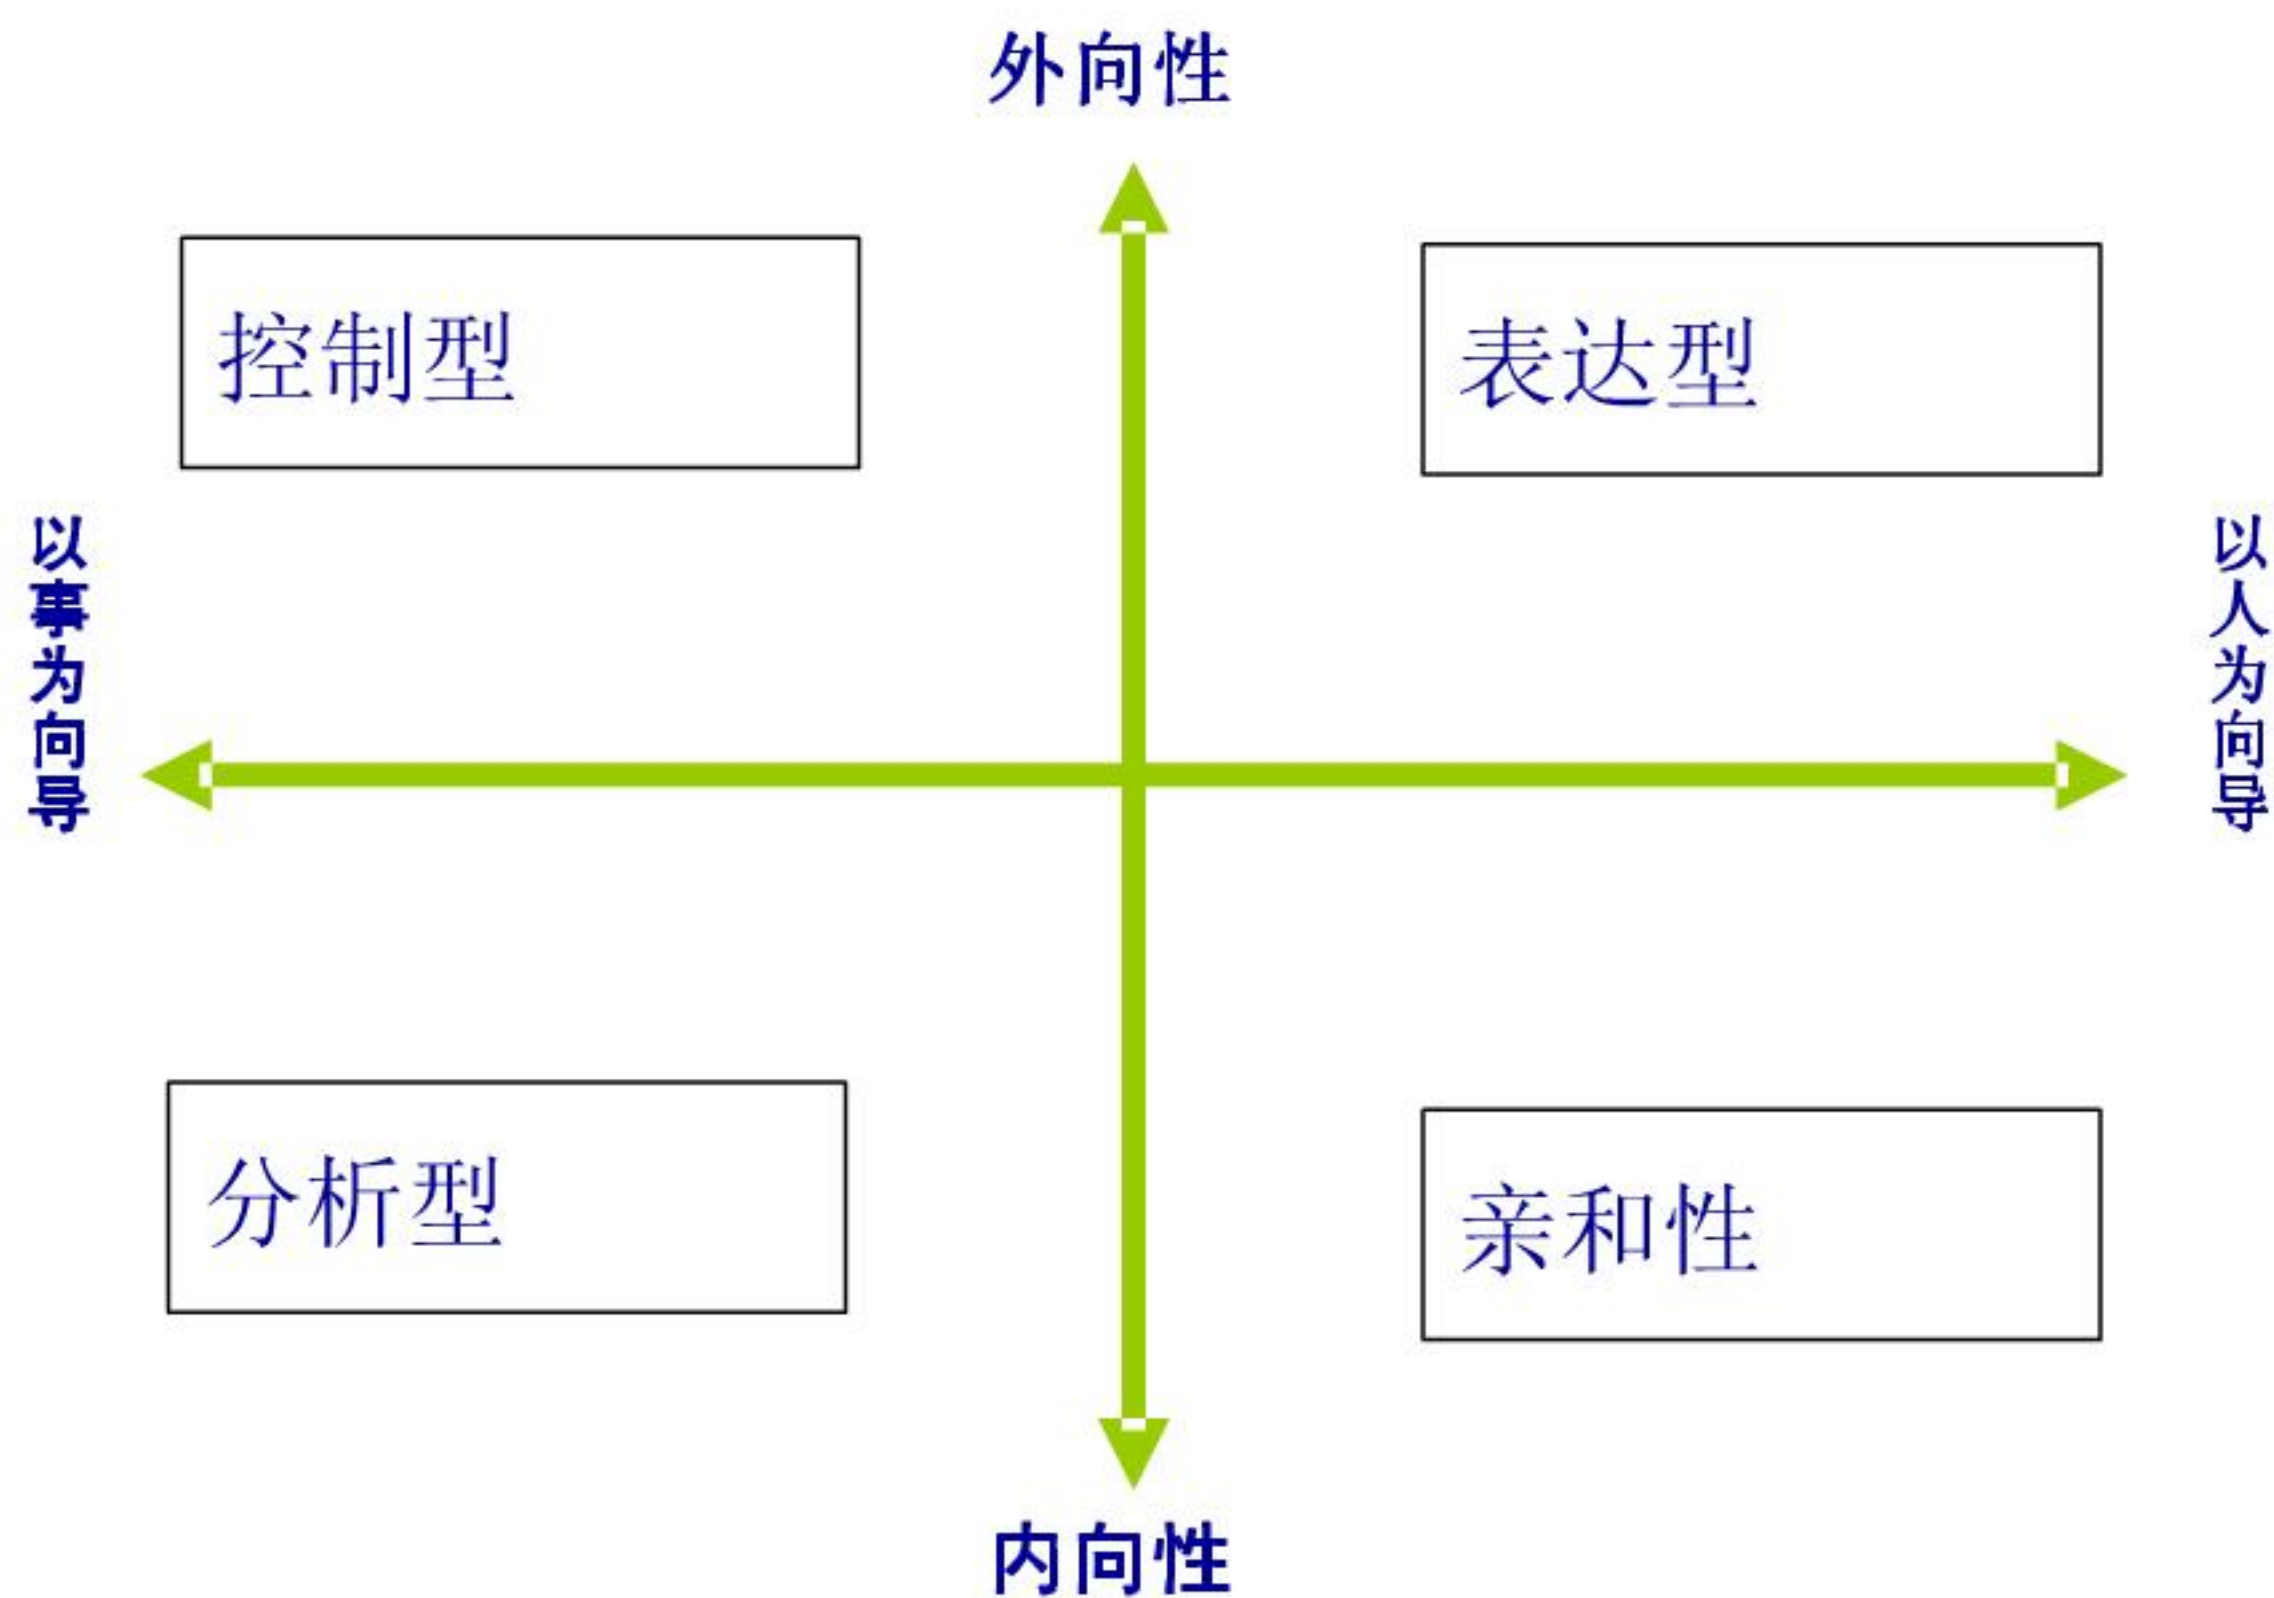 外向性
控制型
表达型
以事为向导
以人为向导
分析型
亲和性
内向性